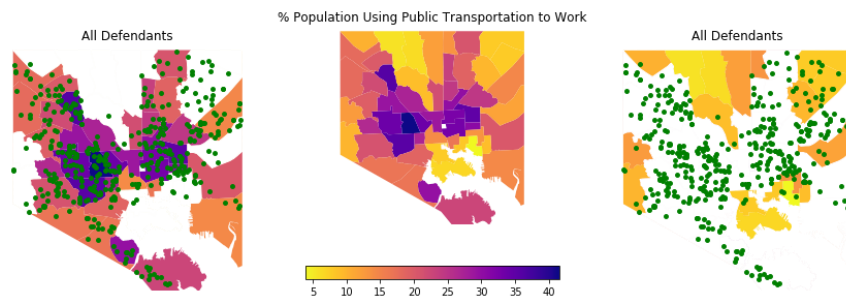 % Population Using Public Transportation to Work
All Defendants
All Defendants
5 10 15 20 25 30 35 40